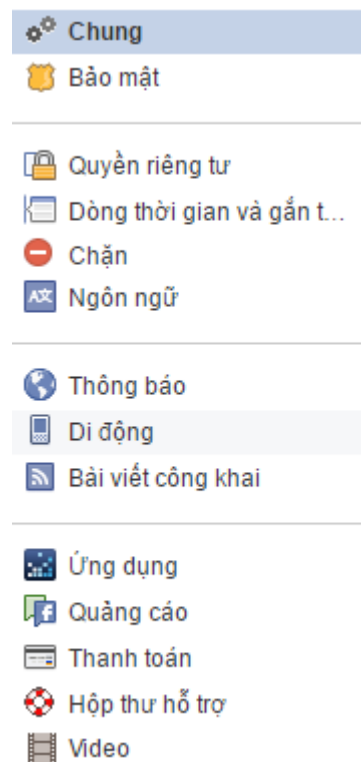 Chung
Bảo mật
Quyền riêng tư
Dòng thời gian và gắn t...
Chặn
Ngôn ngữ
Thông báo
Di động
Bài viết công khai
Ứng dụng
Quảng cáo
Thanh toán
Hộp thư hỗ trợ
Video